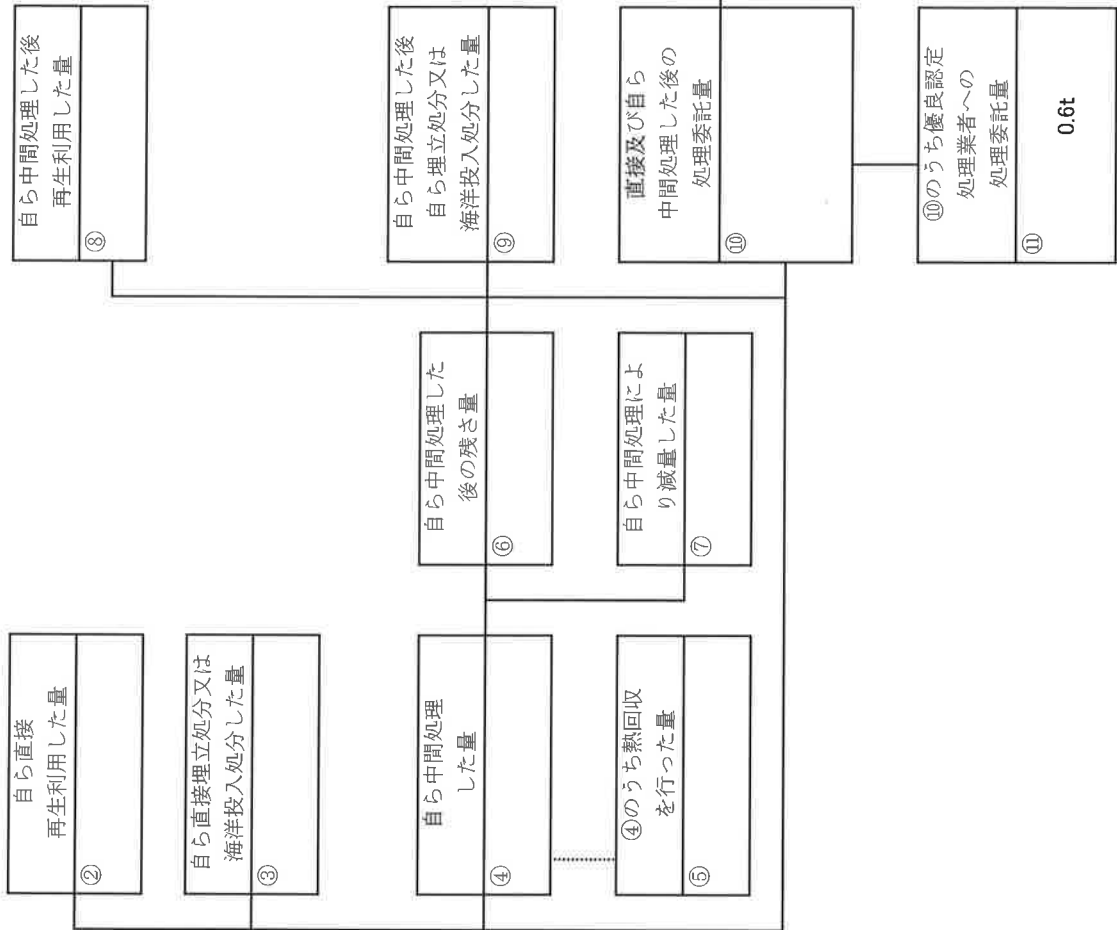 自ら直接
再生利用した量
②
自ら直接埋立処分又は
海洋投入処分した量
③
自ら中間処理
した量
④
④のうち熱回収
を行った量
⑤
自ら中間処理した
後の残さ量
⑥
自ら中間処理によ
り減量した量
⑦
自ら中間処理した後
再生利用した量
⑧
自ら中間処理した後
自ら埋立処分又は
海洋投入処分した量
⑨
直接及び自ら
中間処理した後の
処理委託量
⑩
⑩のうち優良認定
処理業者への
処理委託量
⑪
0.6t